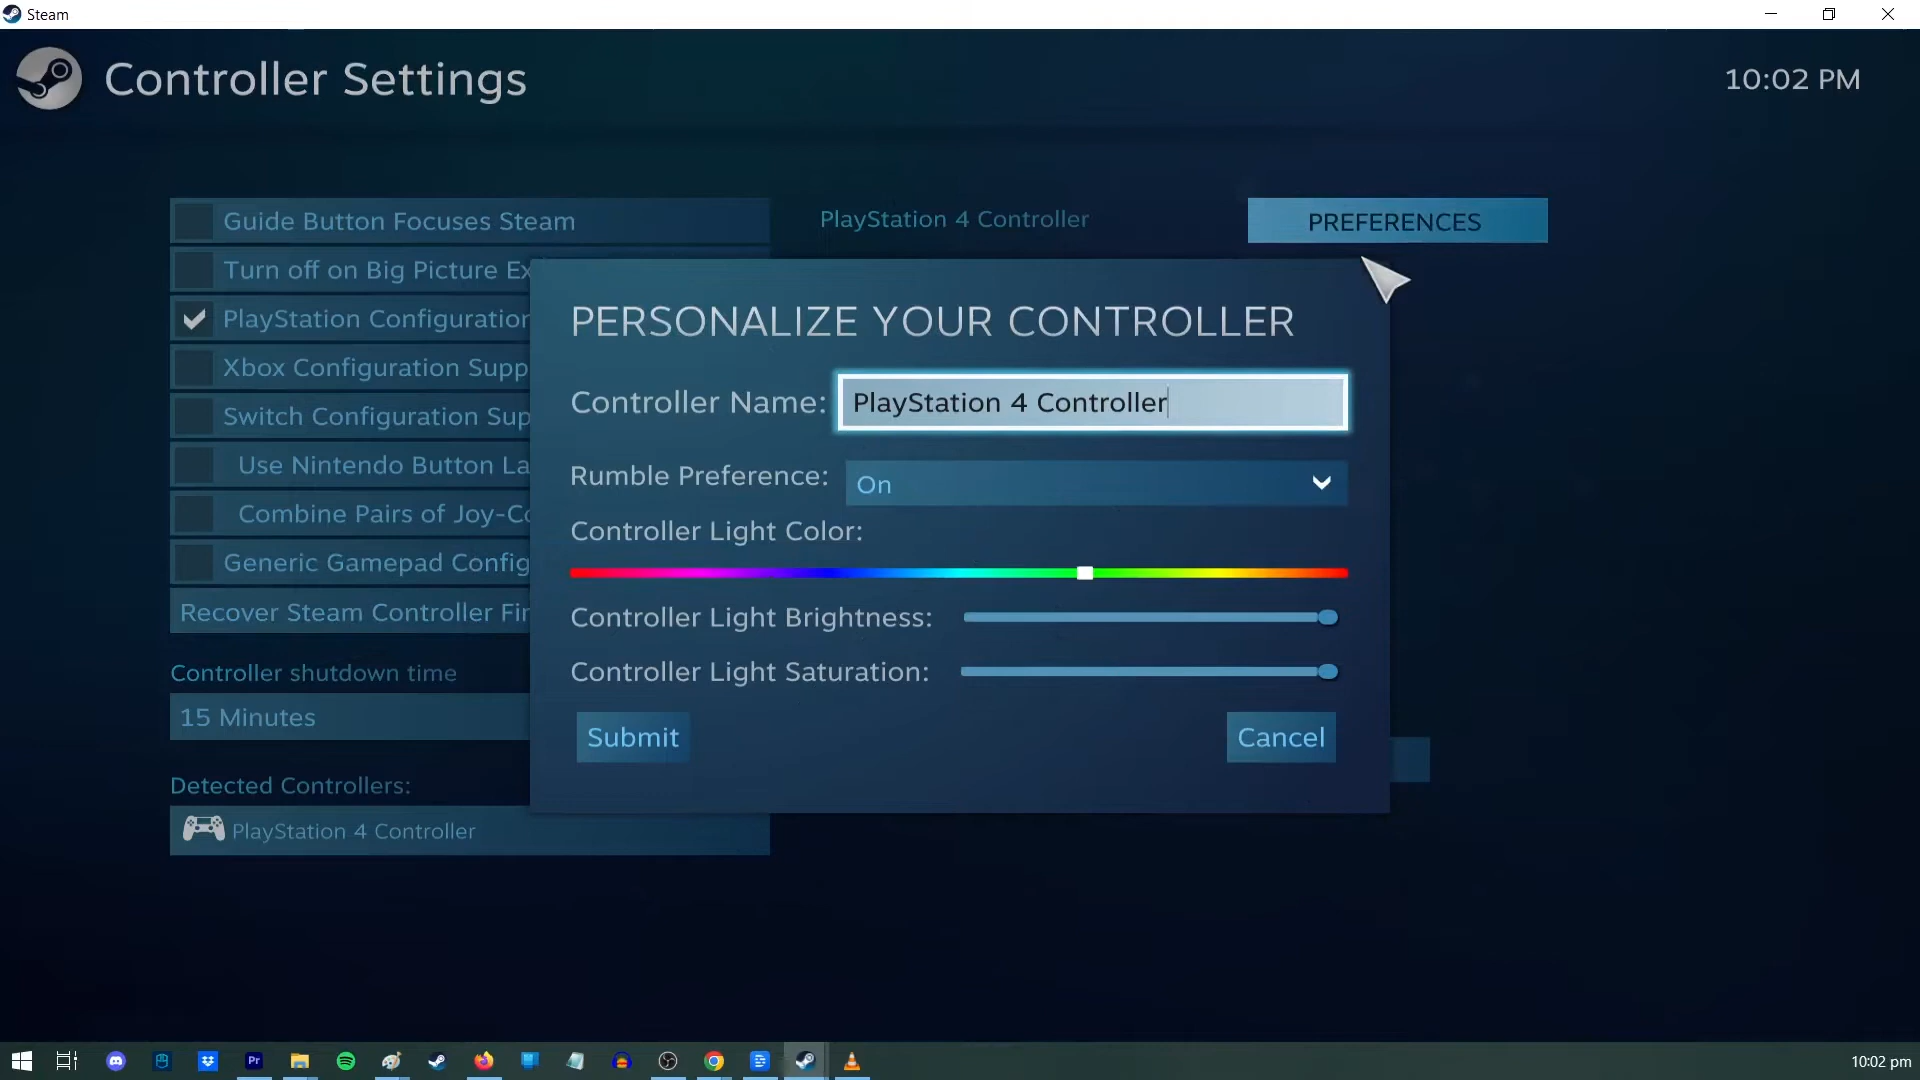 Steam
Controller Settings
10:02 PM
Guide Button Focuses Steam
PlayStation 4 Controller
PREFERENCES
Turn off on Big Picture Ex
PlayStation Configuration
Xbox Configuration Supp
Switch Configuration Sup
Use Nintendo Button La
Combine Pairs of Joy-Co
Generic Gamepad Config
Recover Steam Controller Fir
Controller shutdown time
15 Minutes
Detected Controllers:
PlayStation 4 Controller
PERSONALIZE YOUR CONTROLLER
Controller Name: PlayStation 4 Controller
Rumble Preference: On
Controller Light Color:
Controller Light Brightness:
Controller Light Saturation:
Submit
Cancel
Pr
10:02 pm